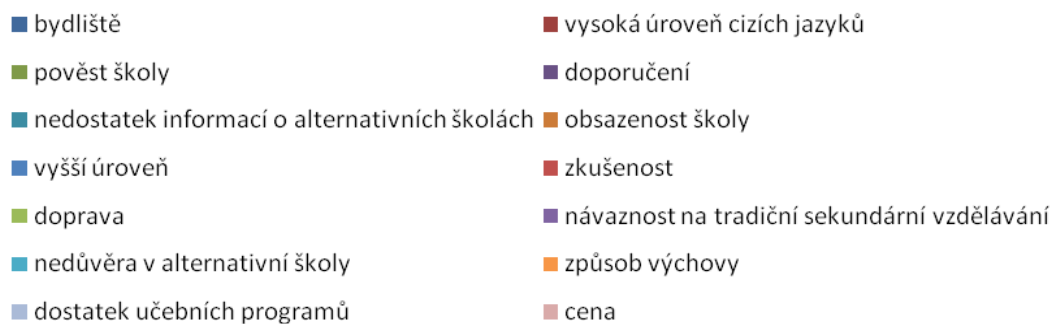 bydliště
vysoká úroveň cizích jazyků
pověst školy
doporučení
nedostatek informací o alternativních školách
obsazenost školy
vyšší úroveň
zkušenost
doprava
návaznost na tradiční sekundární vzdělávání
nedůvěra v alternativní školy
způsob výchovy
dostatek učebních programů
cena